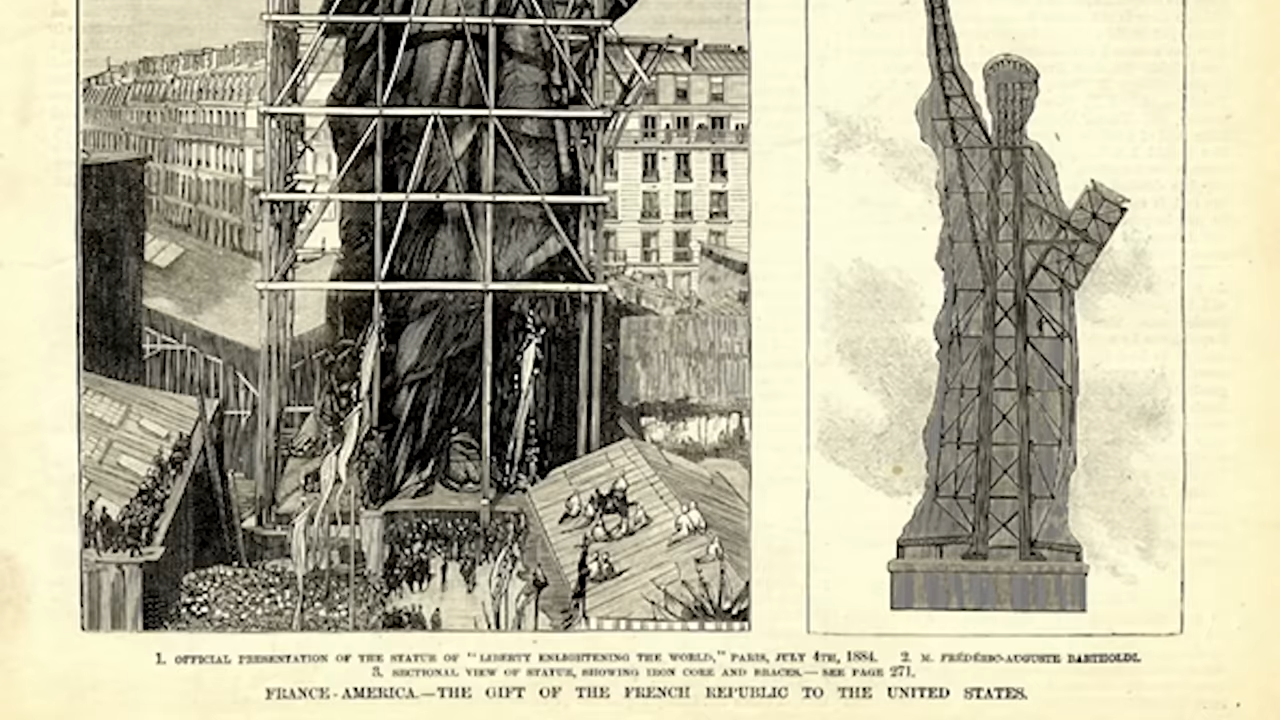 1. OFFICIAL PRESENTATION OF THE STATUE OF "LIBERTY ENLIGHTENING THE WORLD," PARIS, JULY 4TH, 1884. 2. M. FRÉDÉRIC-AUGUSTE BARTHOLDI.
3. SECTIONAL VIEW OF STATUE, SHOWING IRON CORE AND BRACES.—SEE PAGE 271.
FRANCE-AMERICA.—THE GIFT OF THE FRENCH REPUBLIC TO THE UNITED STATES.